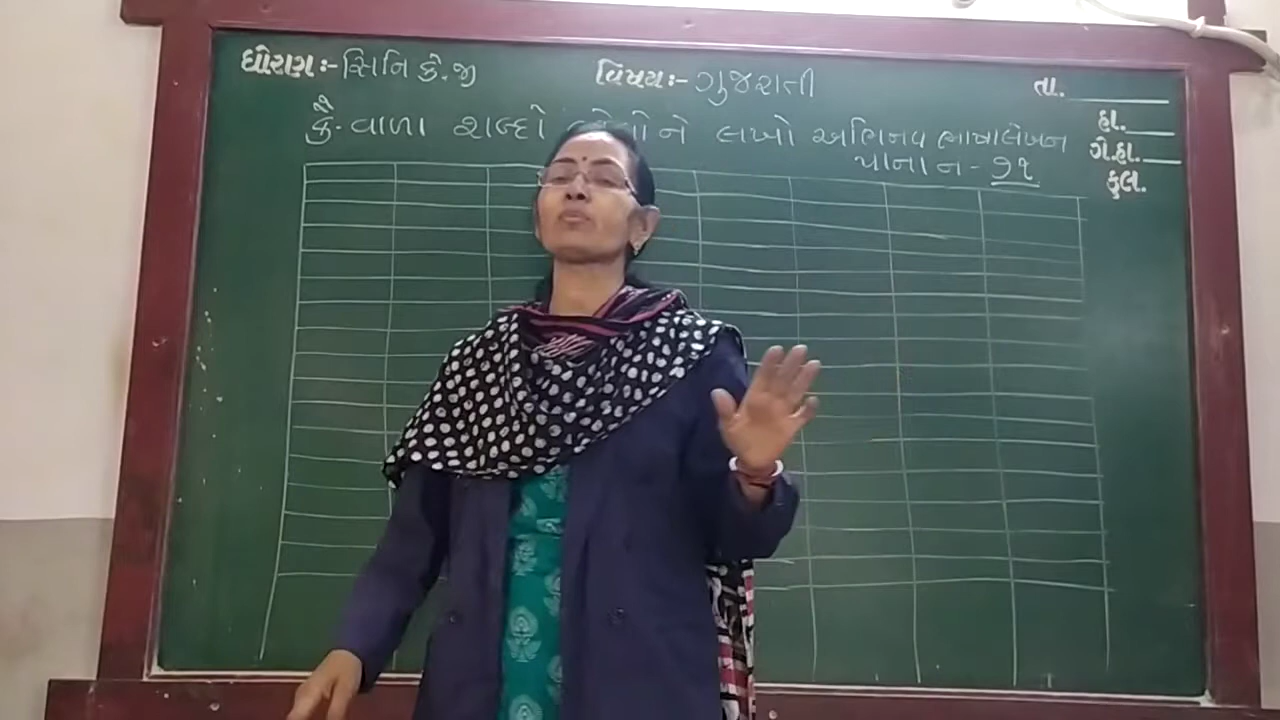 ધોરણ :- સિનિ કે.જી
વિષય :- ગુજરાતી
તા.
હા.
ગે.હા.
કુલ.
કૈ - વાળા શબ્દો ને લખો અભિનવ ભાષાલેખન
પાના ન - ૭૧